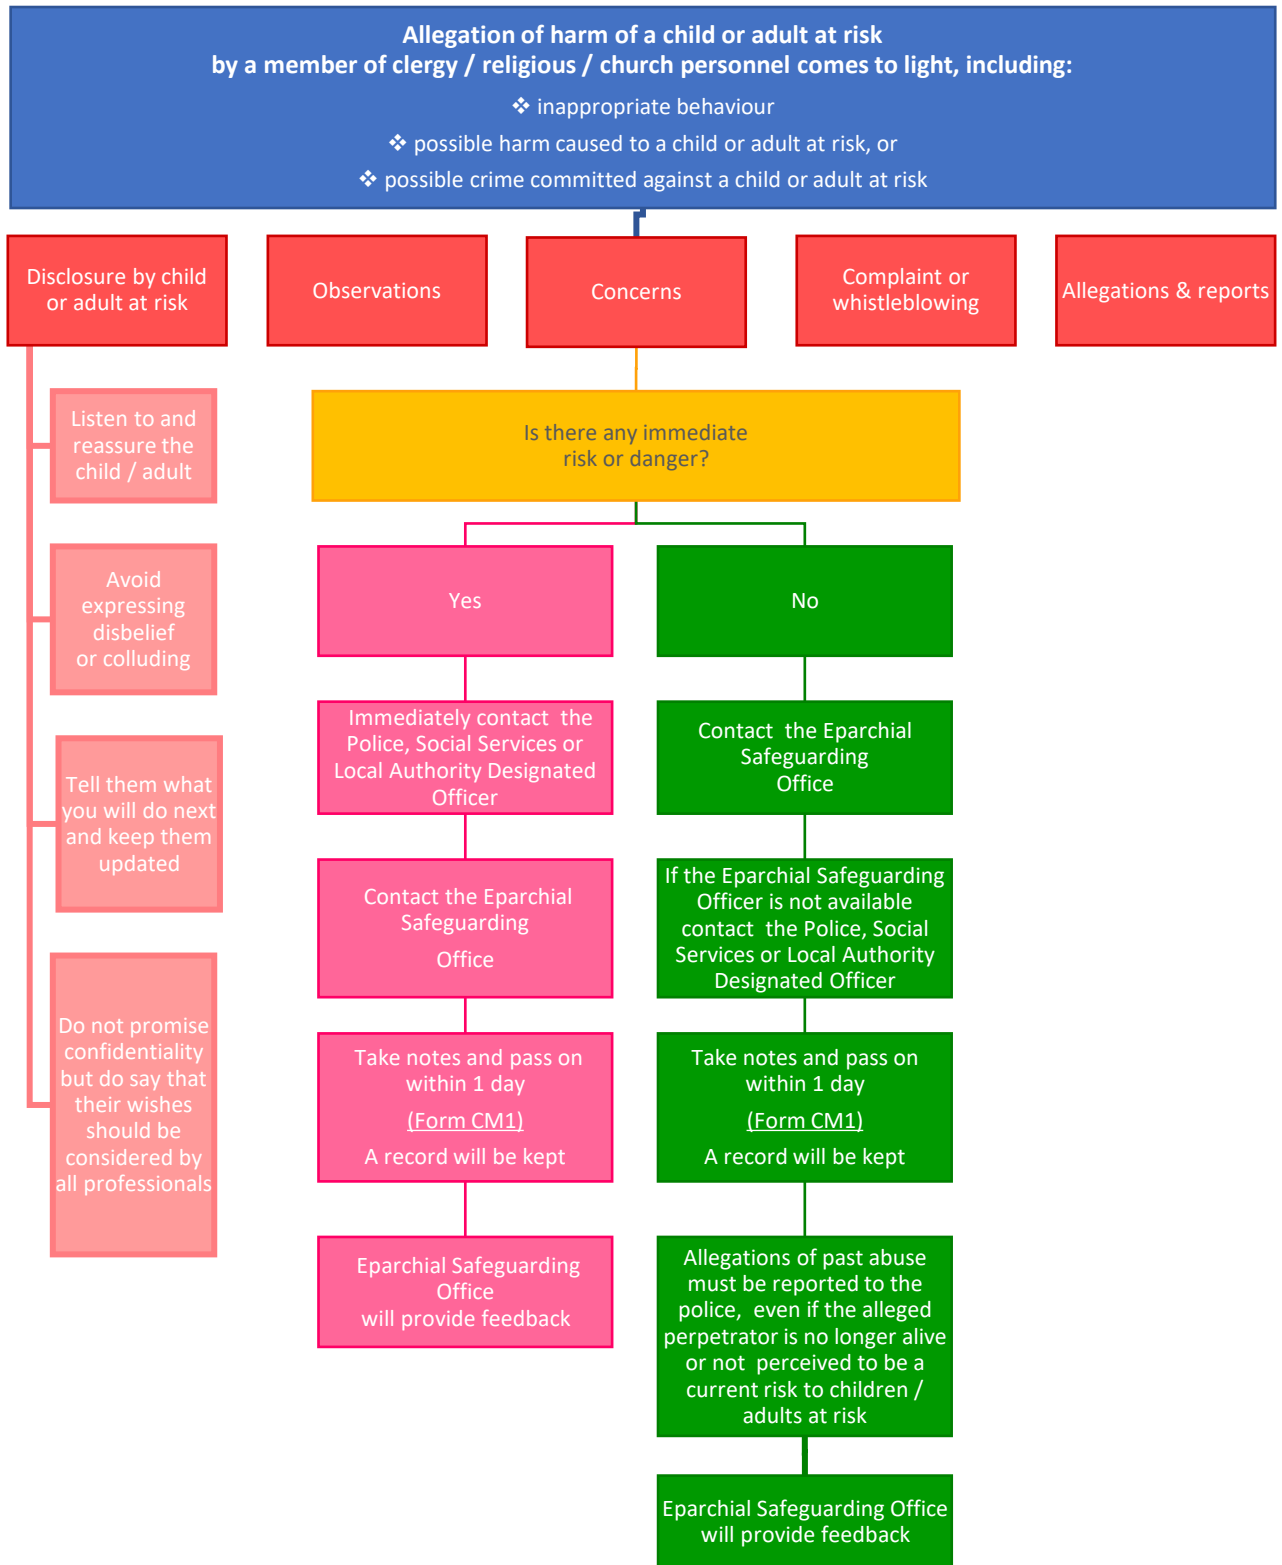 Allegation of harm of a child or adult at risk
by a member of clergy / religious / church personnel comes to light, including:
❖ inappropriate behaviour
❖ possible harm caused to a child or adult at risk, or
❖ possible crime committed against a child or adult at risk
Disclosure by child
or adult at risk
Observations
Concerns
Complaint or
whistleblowing
Allegations & reports
Listen to and
reassure the
child / adult
Avoid
expressing
disbelief
or colluding
Tell them what
you will do next
and keep them
updated
Do not promise
confidentiality
but do say that
their wishes
should be
considered by
all professionals
Is there any immediate
risk or danger?
Yes
Immediately contact the
Police, Social Services or
Local Authority Designated
Officer
Contact the Eparchial
Safeguarding
Office
Take notes and pass on
within 1 day
(Form CM1)
A record will be kept
Eparchial Safeguarding
Office
will provide feedback
No
Contact the Eparchial
Safeguarding
Office
If the Eparchial Safeguarding
Officer is not available
contact the Police, Social
Services or Local Authority
Designated Officer
Take notes and pass on
within 1 day
(Form CM1)
A record will be kept
Allegations of past abuse
must be reported to the
police, even if the alleged
perpetrator is no longer alive
or not perceived to be a
current risk to children /
adults at risk
Eparchial Safeguarding Office
will provide feedback